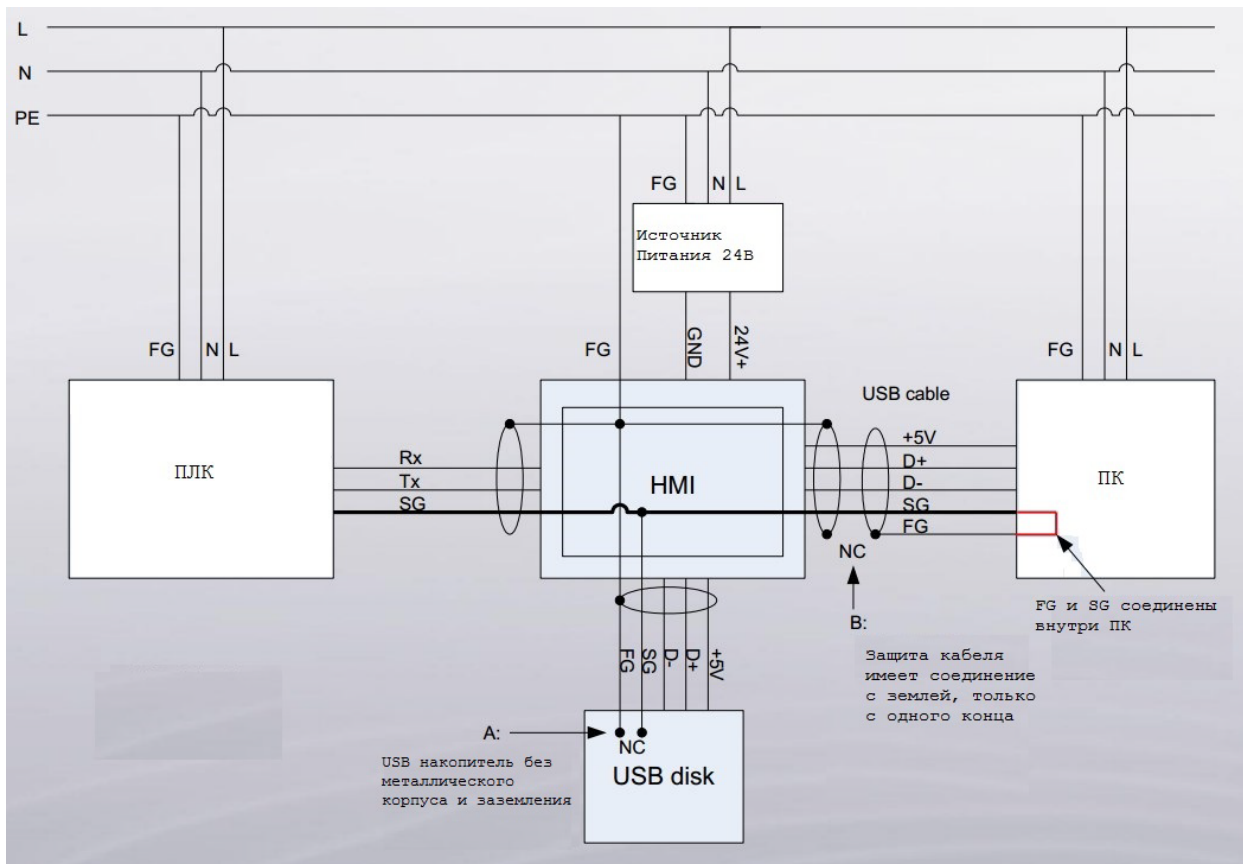 L
N
PE
FG
N
L
Источник
Питания 24В
FG
N
L
FG
GND
24V+
FG
N
L
USB cable
ПЛК
Rx
Tx
SG
HMI
+5V
D+
D-
SG
FG
ПК
NC
B:
Защита кабеля
имеет соединение
с землей, только
с одного конца
FG и SG соединены
внутри ПК
FG
SG
D-
D+
+5V
A:
NC
USB disk
USB накопитель без
металлического
корпуса и заземления